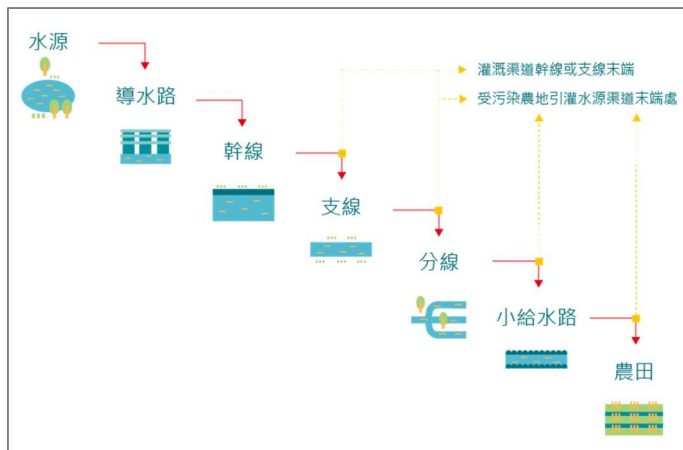 水源
導水路
幹線
支線
分線
小給水路
農田
灌溉渠道幹線或支線末端
受污染農地引灌水源渠道末端處